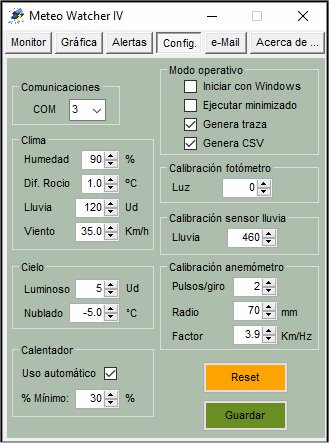 Meteo Watcher IV
Monitor Gráfica Alertas Config. e-Mail Acerca de ...
Comunicaciones
COM 3
Clima
Humedad 90 %
Dif. Rocio 1.0 ºC
Lluvia 120 Ud
Viento 35.0 Km/h
Cielo
Luminoso 5 Ud
Nublado -5.0 °C
Calentador
Uso automático
% Mínimo: 30 %
Modo operativo
Iniciar con Windows
Ejecutar minimizado
Genera traza
Genera CSV
Calibración fotómetro
Luz 0
Calibración sensor lluvia
Lluvia 460
Calibración anemómetro
Pulsos/giro 2
Radio 70 mm
Factor 3.9 Km/Hz
Reset
Guardar